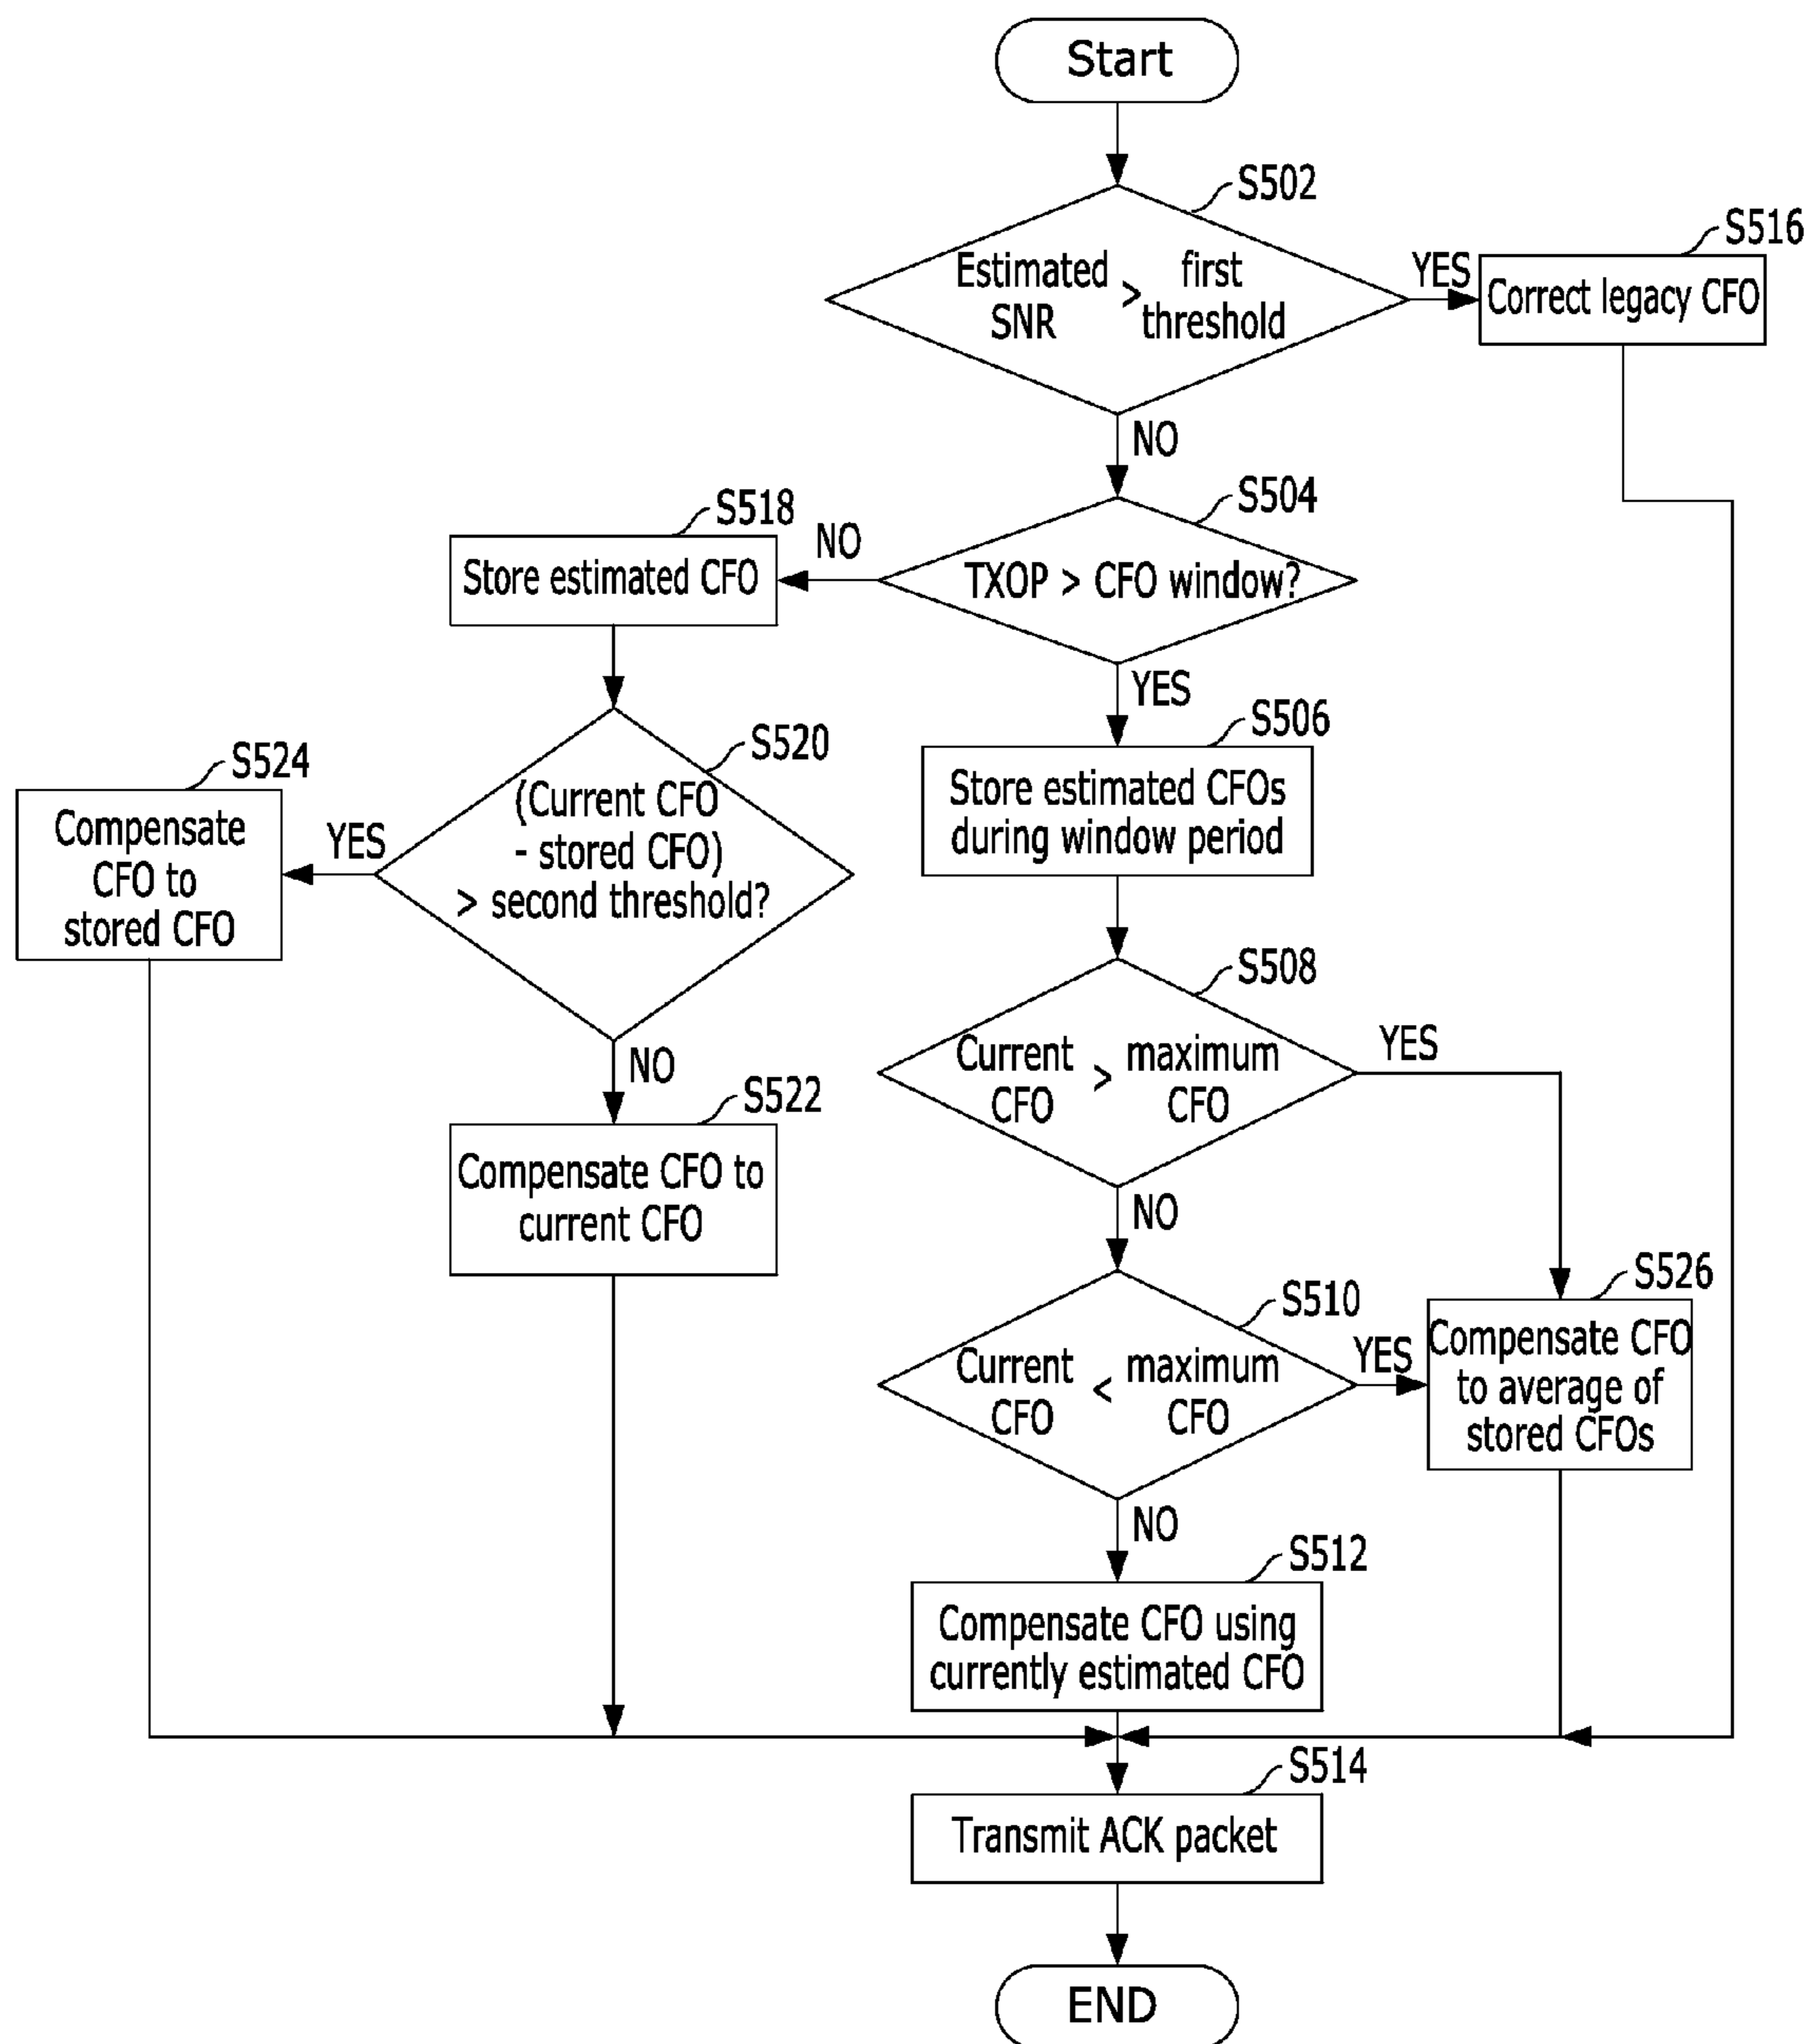 Start
S502
Estimated SNR > first threshold
YES
S516
Correct legacy CFO
NO
S504
TXOP > CFO window?
NO
S518
Store estimated CFO
YES
S506
Store estimated CFOs
during window period
S520
(Current CFO
- stored CFO)
> second threshold?
YES
S524
Compensate
CFO to
stored CFO
NO
S522
Compensate CFO to
current CFO
S508
Current CFO > maximum CFO
YES
NO
S510
Current CFO < maximum CFO
YES
S526
Compensate CFO
to average of
stored CFOs
NO
S512
Compensate CFO using
currently estimated CFO
S514
Transmit ACK packet
END